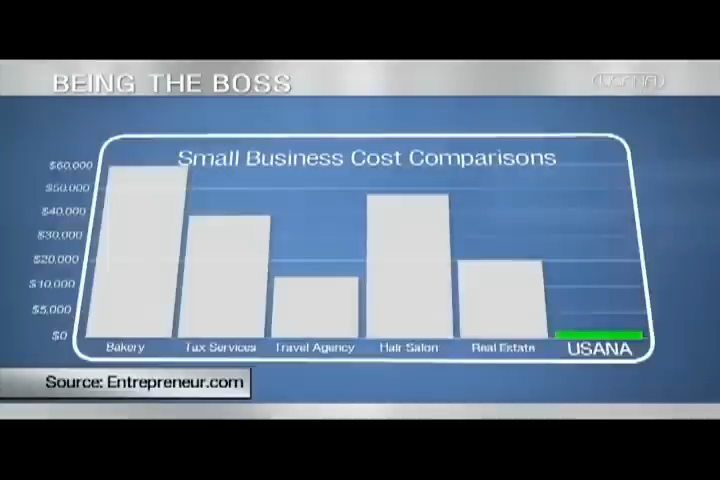 BEING THE BOSS
USANA
Small Business Cost Comparisons
$60,000
$50,000
$40,000
$30,000
$20,000
$10,000
$5,000
$0
Bakery
Tax Services
Travel Agency
Hair Salon
Real Estate
USANA
Source: Entrepreneur.com